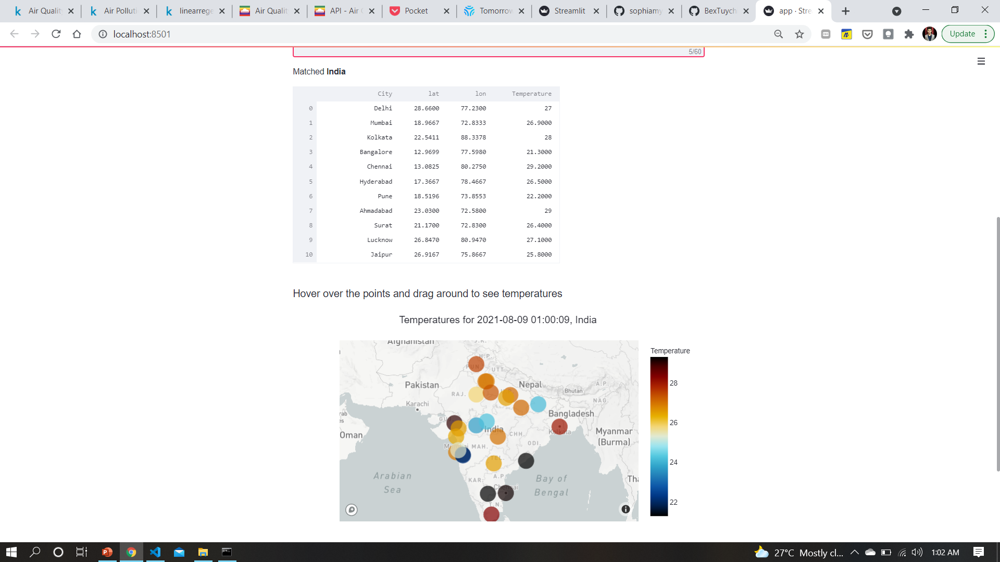 Air Quality
Air Polluti
linearrege
Air Quality
API - Air
Pocket
Tomorrow
Streamlit
sophiamy
BexTuych
app · Stre
localhost:8501
Update
5/60
Matched India
City lat lon Temperature
0 Delhi 28.6600 77.2300 27
1 Mumbai 18.9667 72.8333 26.9000
2 Kolkata 22.5411 88.3378 28
3 Bangalore 12.9699 77.5980 21.3000
4 Chennai 13.0825 80.2750 29.2000
5 Hyderabad 17.3667 78.4667 26.5000
6 Pune 18.5196 73.8553 22.2000
7 Ahmadabad 23.0300 72.5800 29
8 Surat 21.1700 72.8300 26.4000
9 Lucknow 26.8470 80.9470 27.1000
10 Jaipur 26.9167 75.8667 25.8000
Hover over the points and drag around to see temperatures
Temperatures for 2021-08-09 01:00:09, India
Afghanistan
J.K.
H.P.
PUN.
UTT.
Pakistan
Nepal
A.P.
Bhutan
RAJ.
NAG.
Karachi
Bangladesh
GUJ.
India
Kolkata
CHH.
Myanmar
(Burma)
Oman
ODI.
MAH.
TEL.
Arabian
Sea
KAR.
A.P.
Bay of
Bengal
Chennai
T.N.
Tha
Temperature
28
26
24
22
27°C Mostly cl...
1:02 AM